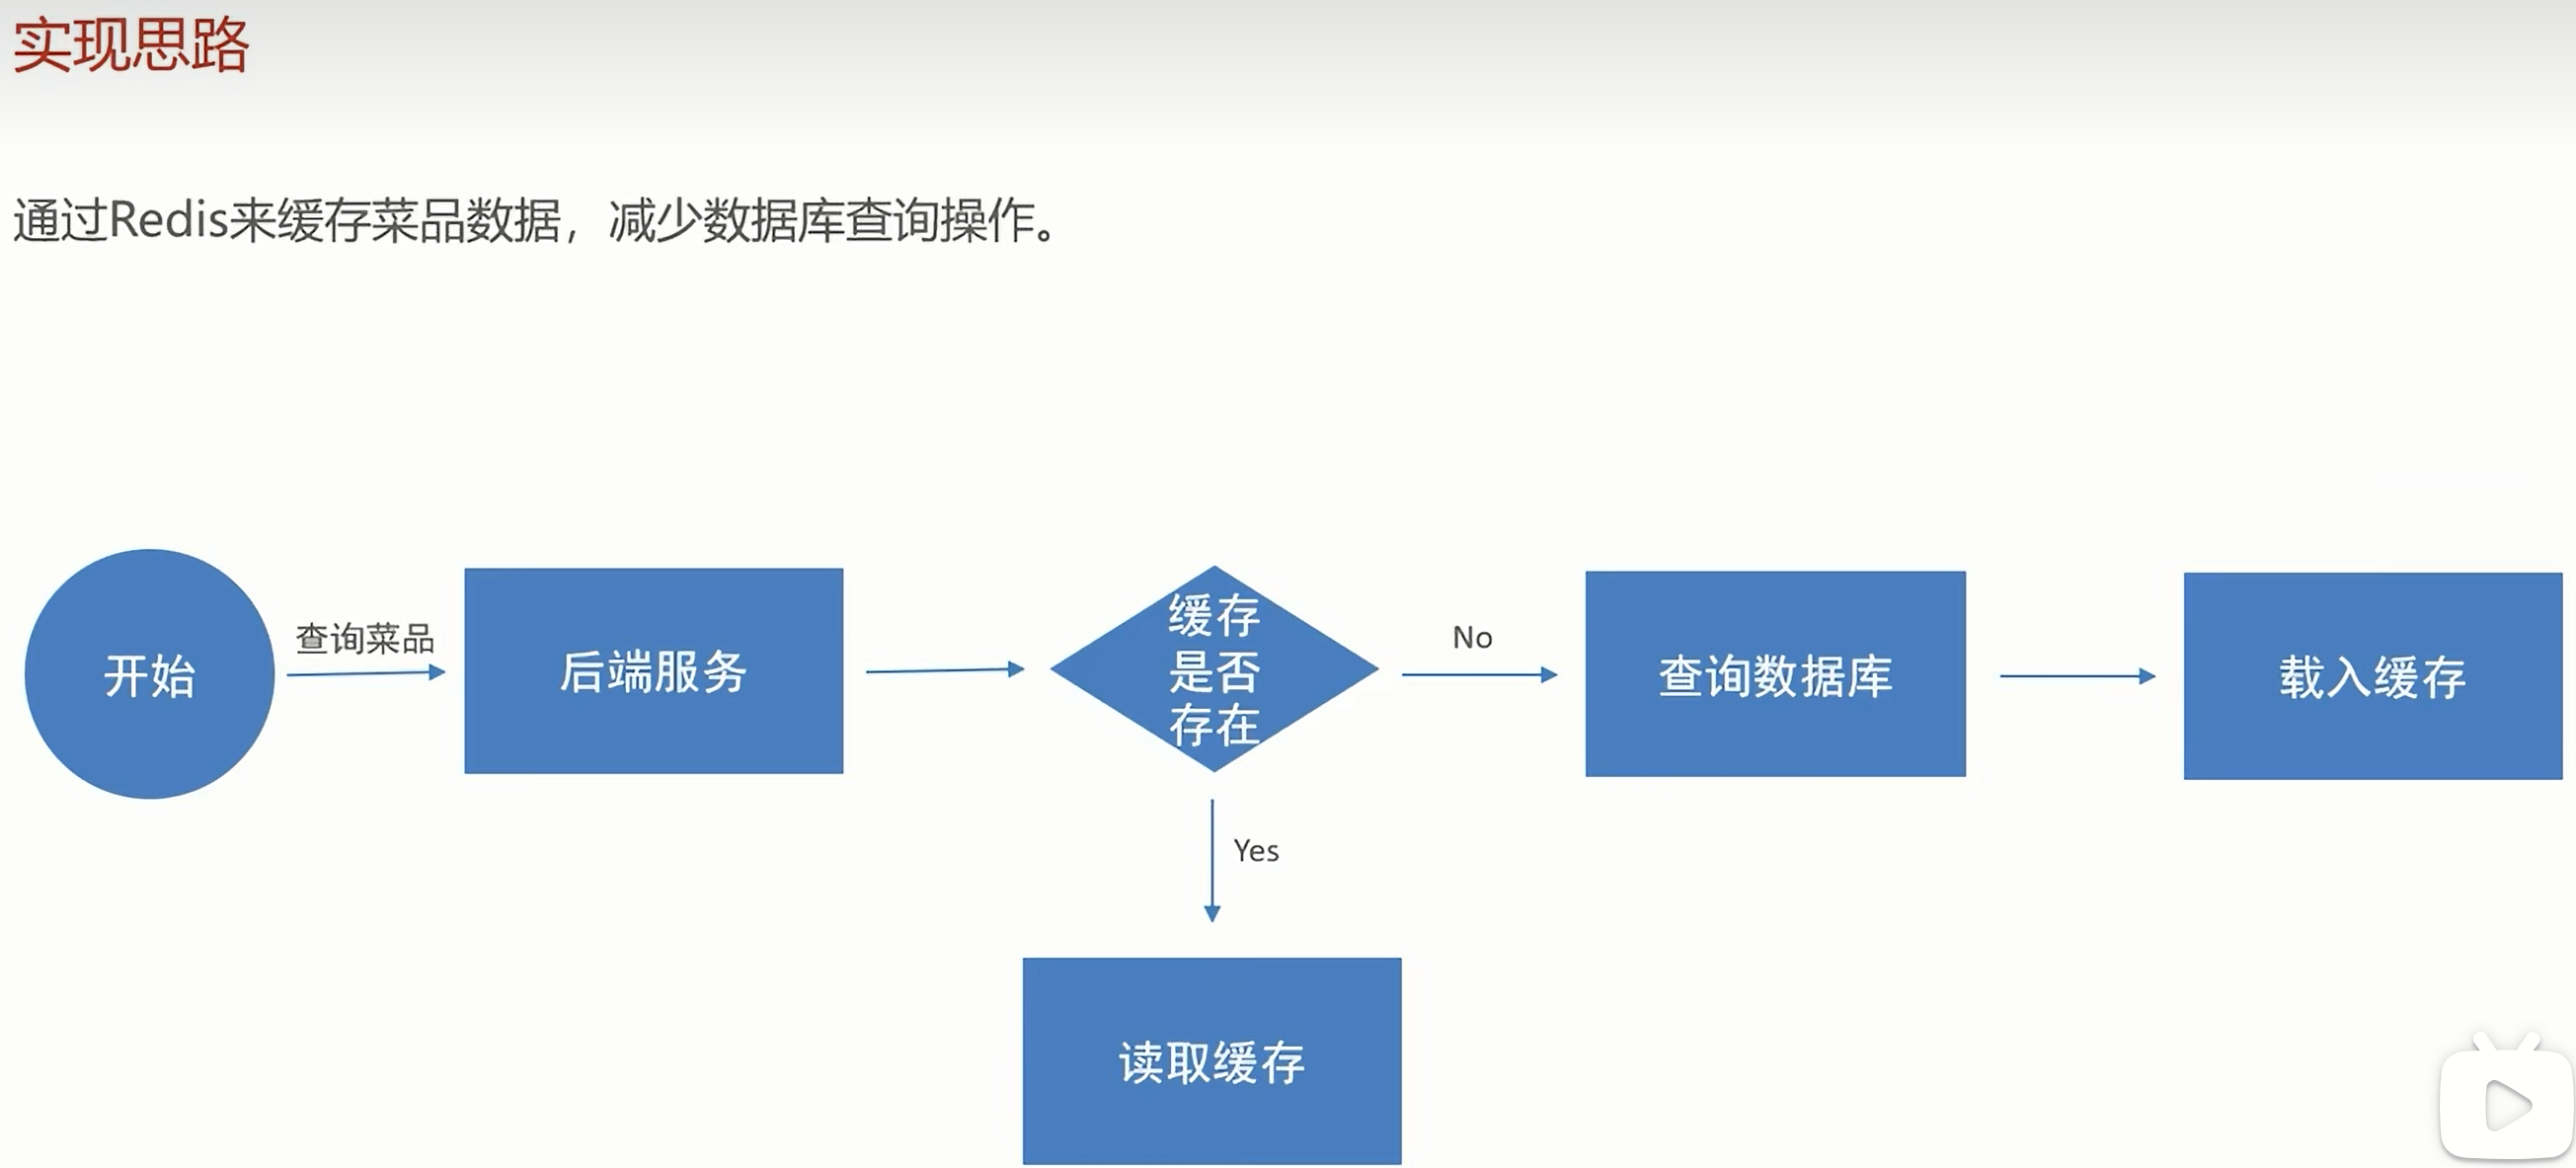 实现思路
通过Redis来缓存菜品数据，减少数据库查询操作。
开始
查询菜品
后端服务
缓存
是否
存在
No
查询数据库
载入缓存
Yes
读取缓存